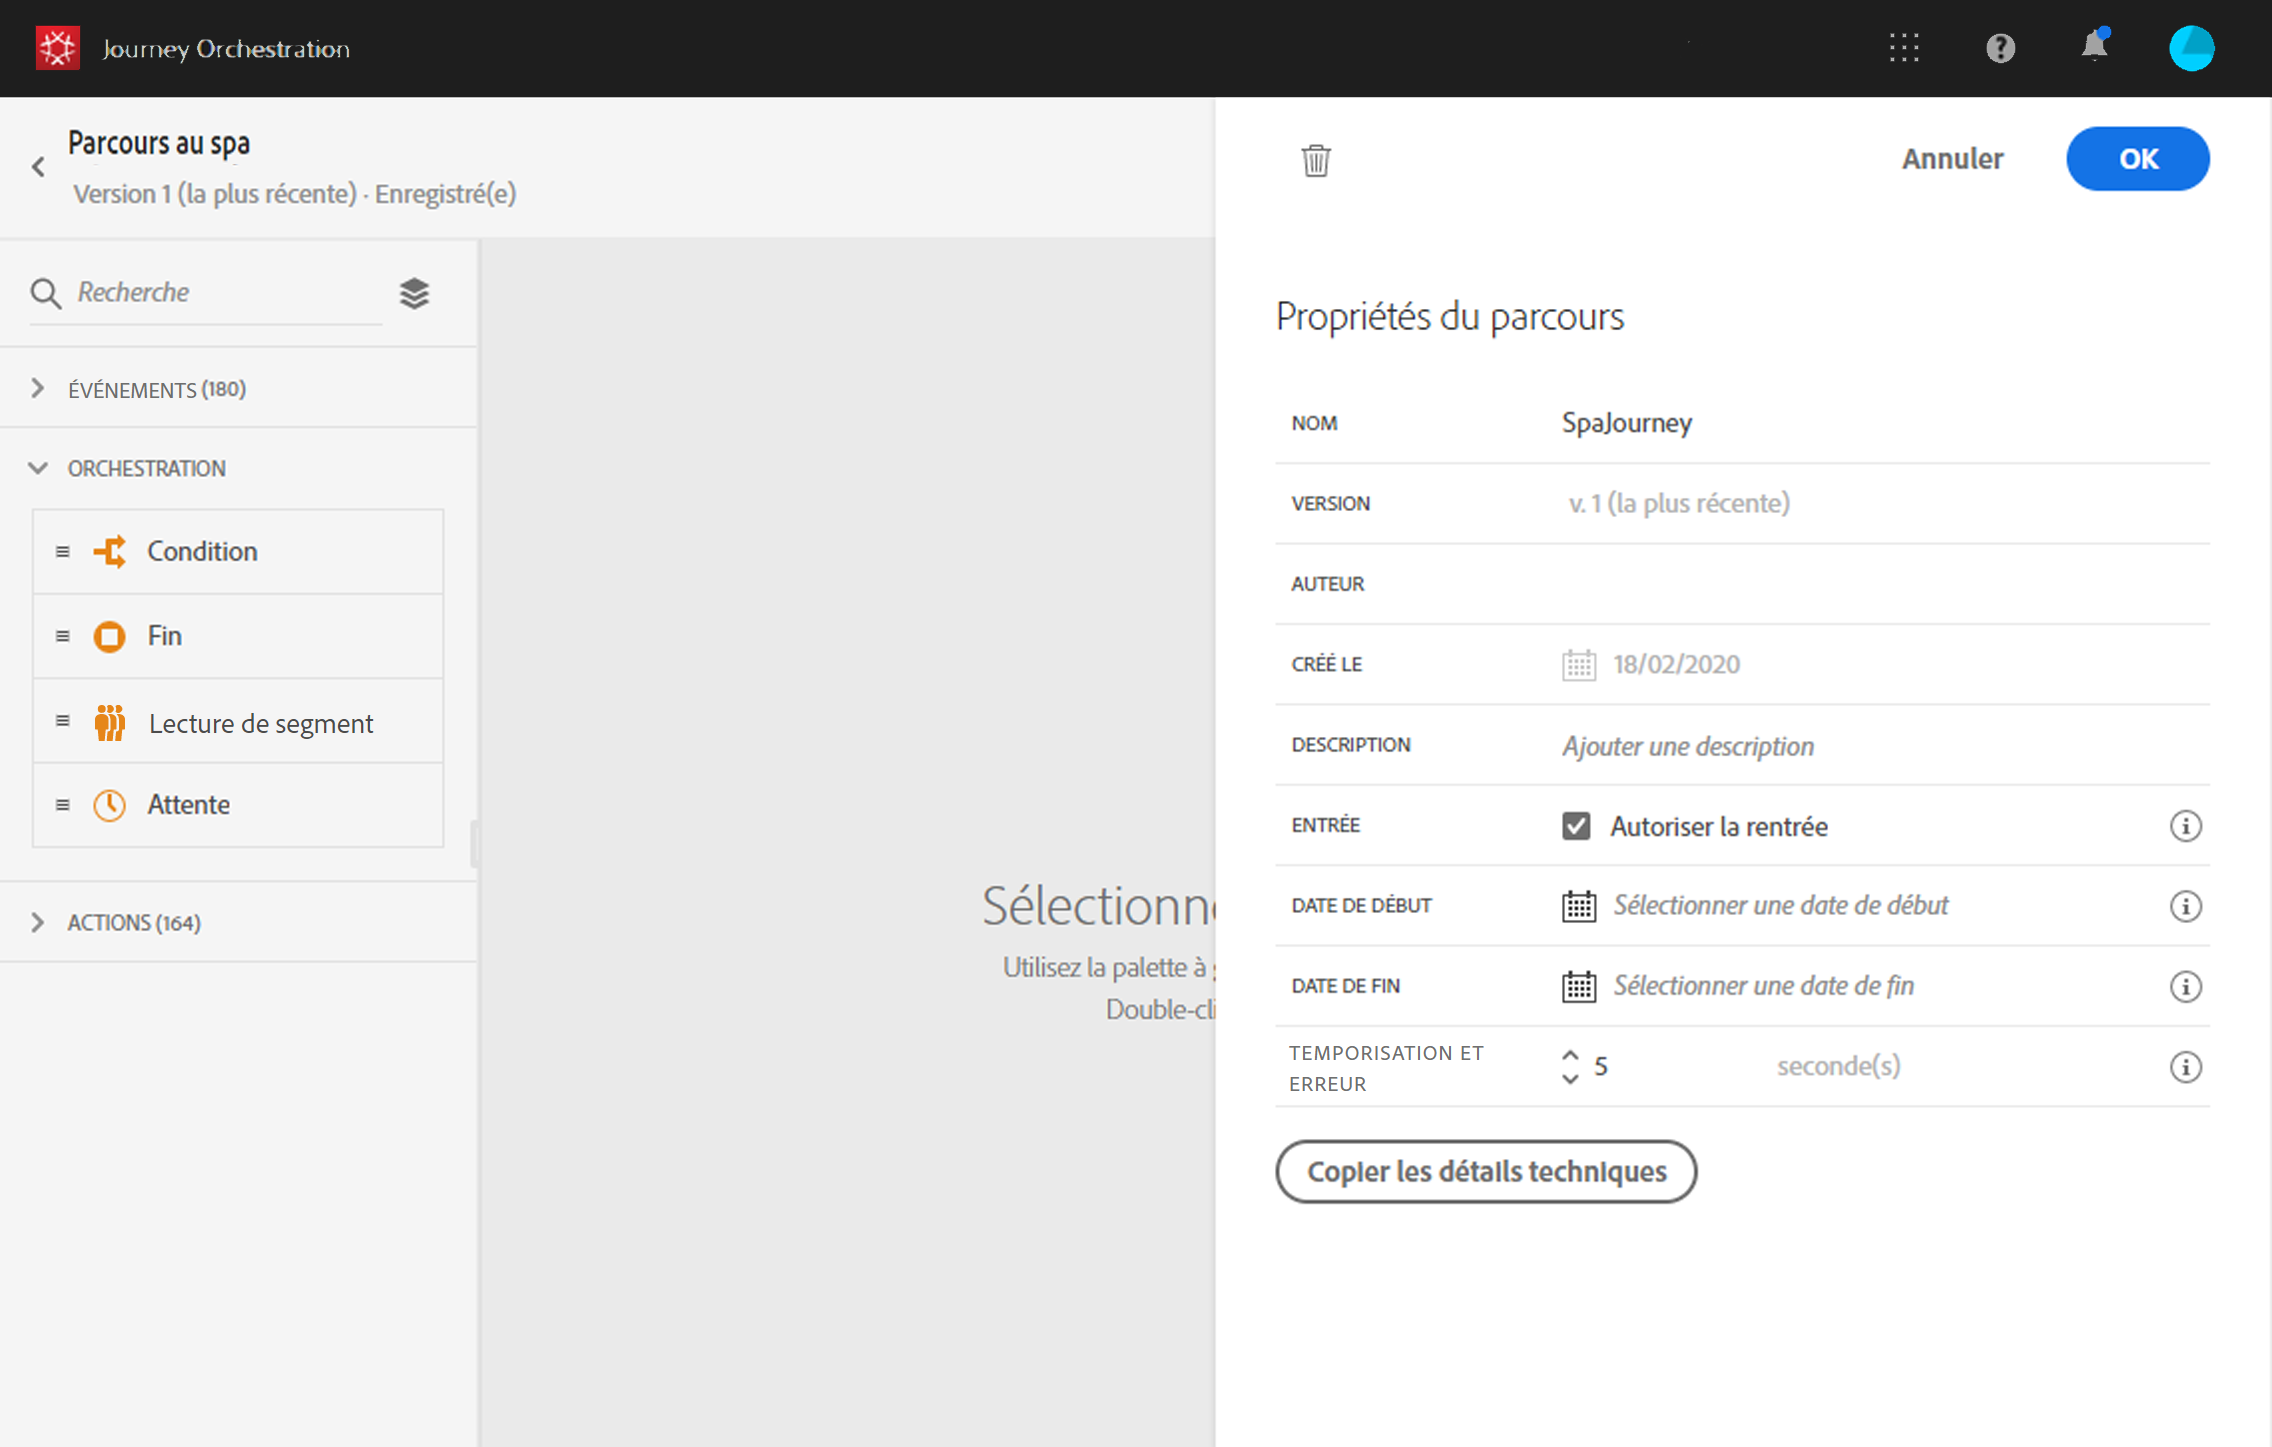 Journey Orchestration
Parcours au spa
Version 1 (la plus récente) · Enregistré(e)
Annuler
OK
Recherche
ÉVÉNEMENTS (180)
ORCHESTRATION
Condition
Fin
Lecture de segment
Attente
ACTIONS (164)
Sélectionn
Utilisez la palette à
Double-cli
Propriétés du parcours
NOM SpaJourney
VERSION v. 1 (la plus récente)
AUTEUR
CRÉÉ LE 18/02/2020
DESCRIPTION Ajouter une description
ENTRÉE Autoriser la rentrée
DATE DE DÉBUT Sélectionner une date de début
DATE DE FIN Sélectionner une date de fin
TEMPORISATION ET
ERREUR
5 seconde(s)
Copier les détails techniques